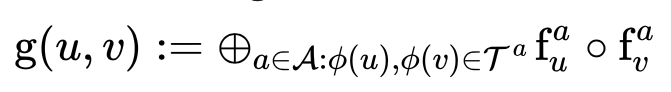 g(u, v) := ⊕_{a∈𝒜:ϕ(u),ϕ(v)∈𝒯^a} f_u^a ∘ f_v^a